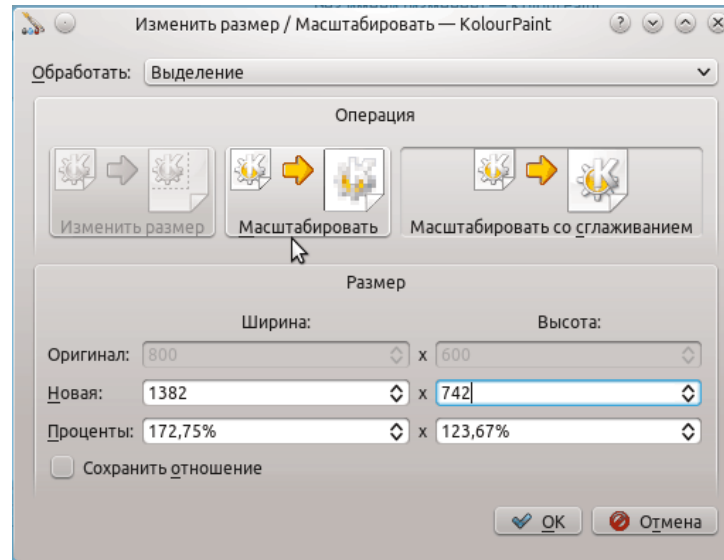 Изменить размер / Масштабировать — KolourPaint
Обработать: Выделение
Операция
Изменить размер
Масштабировать
Масштабировать со сглаживанием
Размер
Ширина: Высота:
Оригинал: 800 x 600
Новая: 1382 x 742
Проценты: 172,75% x 123,67%
Сохранить отношение
OK Отмена